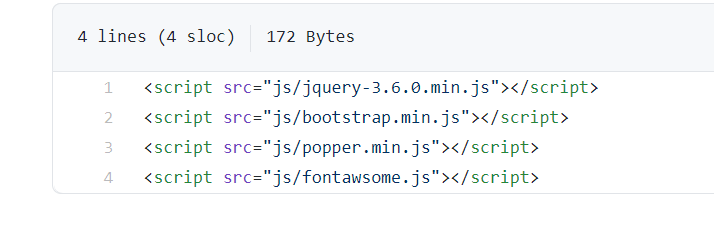 4 lines (4 sloc) 172 Bytes
1 <script src="js/jquery-3.6.0.min.js"></script>
2 <script src="js/bootstrap.min.js"></script>
3 <script src="js/popper.min.js"></script>
4 <script src="js/fontawsome.js"></script>